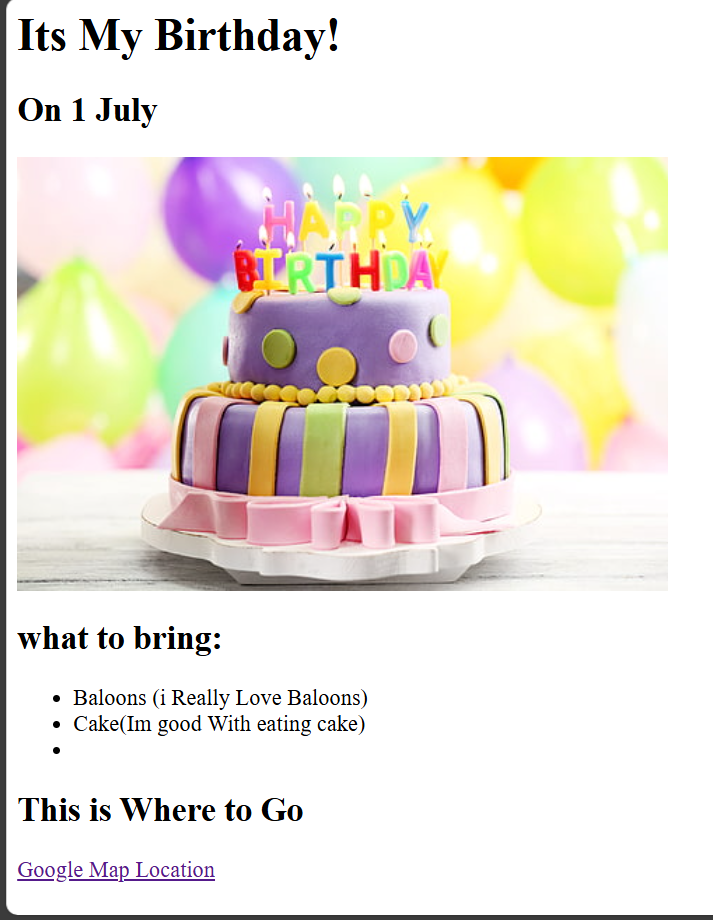 Its My Birthday!
On 1 July
HAPPY
BIRTHDAY
what to bring:
Baloons (i Really Love Baloons)
Cake(Im good With eating cake)
This is Where to Go
Google Map Location